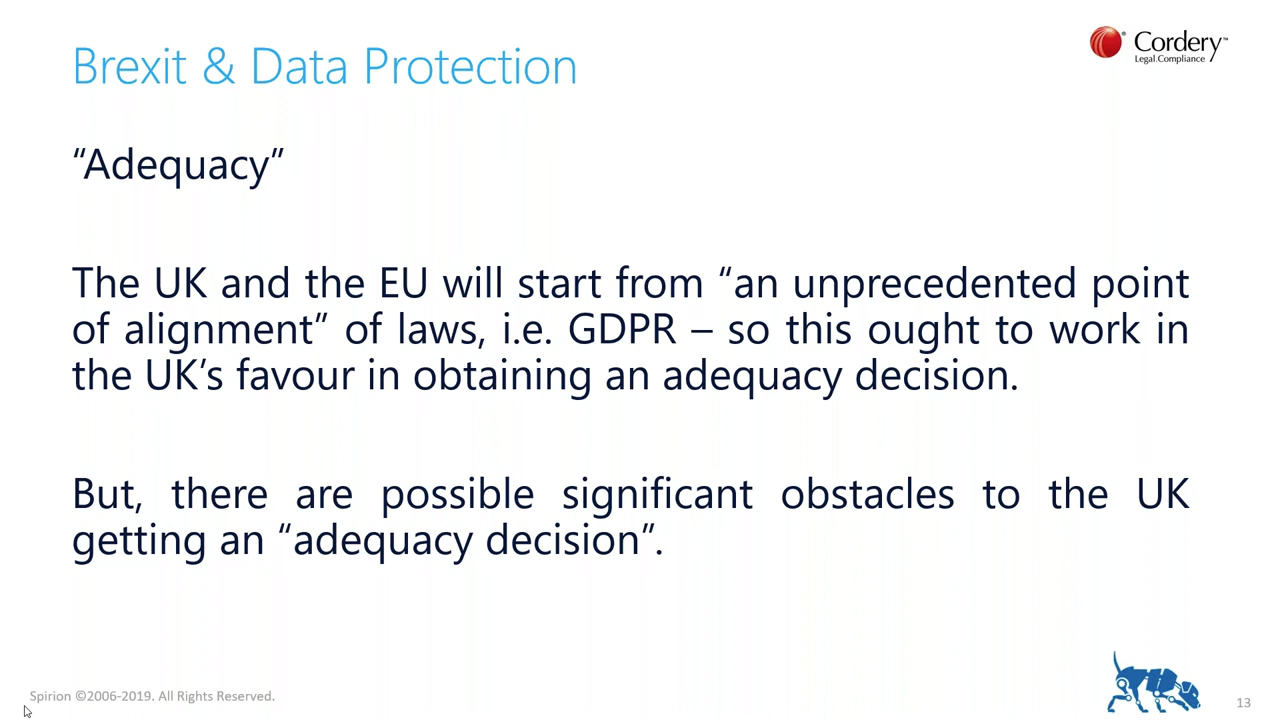 Brexit & Data Protection
Cordery™
Legal.Compliance
“Adequacy”
The UK and the EU will start from “an unprecedented point
of alignment” of laws, i.e. GDPR – so this ought to work in
the UK’s favour in obtaining an adequacy decision.
But, there are possible significant obstacles to the UK
getting an “adequacy decision”.
Spirion ©2006-2019. All Rights Reserved.
13